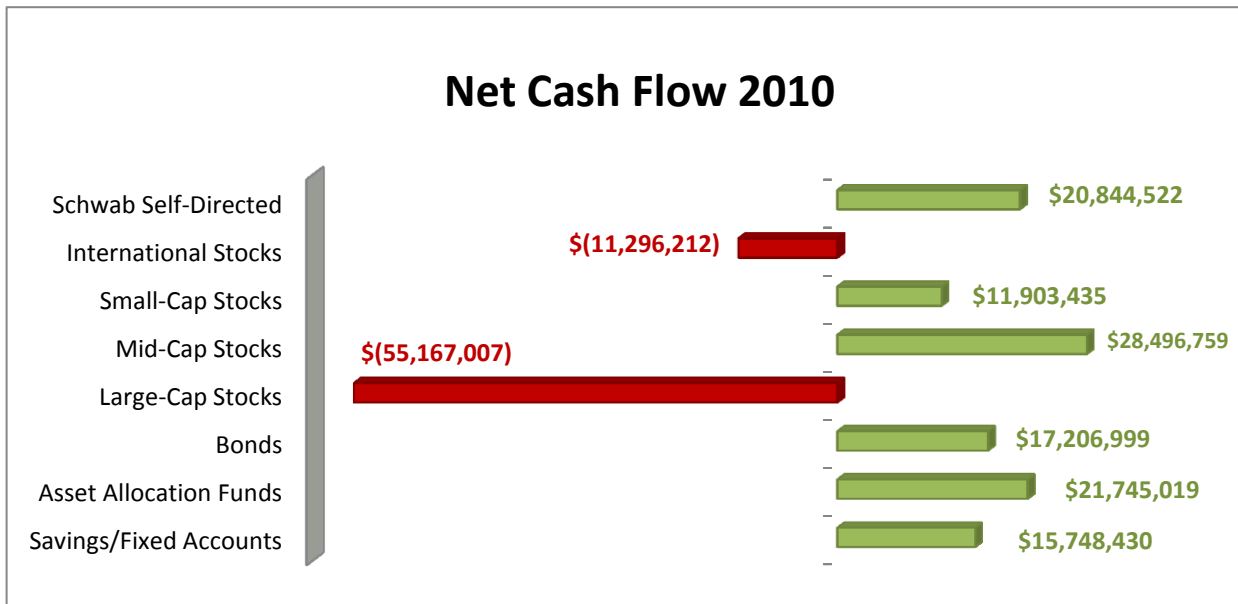 Net Cash Flow 2010
Schwab Self-Directed
$20,844,522
International Stocks
$(11,296,212)
Small-Cap Stocks
$11,903,435
Mid-Cap Stocks
$28,496,759
$(55,167,007)
Large-Cap Stocks
Bonds
$17,206,999
Asset Allocation Funds
$21,745,019
Savings/Fixed Accounts
$15,748,430